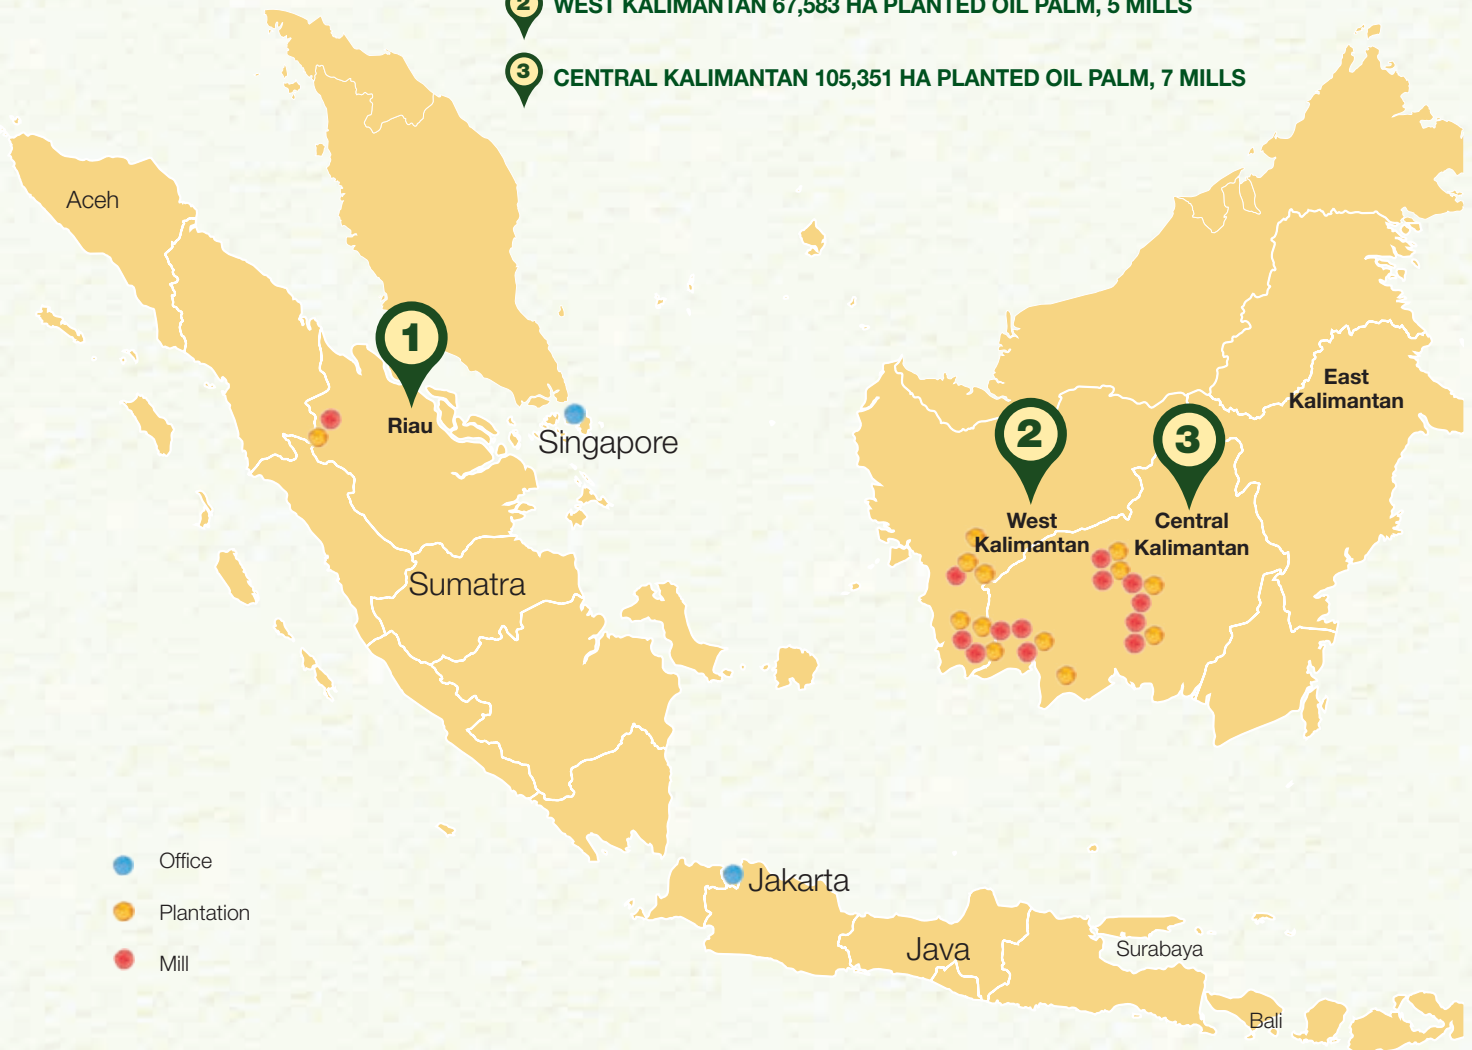 2 WEST KALIMANTAN 67,583 HA PLANTED OIL PALM, 5 MILLS
3 CENTRAL KALIMANTAN 105,351 HA PLANTED OIL PALM, 7 MILLS
Aceh
1
Riau
Singapore
East
Kalimantan
2
3
West
Kalimantan
Central
Kalimantan
Sumatra
Office
Plantation
Mill
Jakarta
Java
Surabaya
Bali